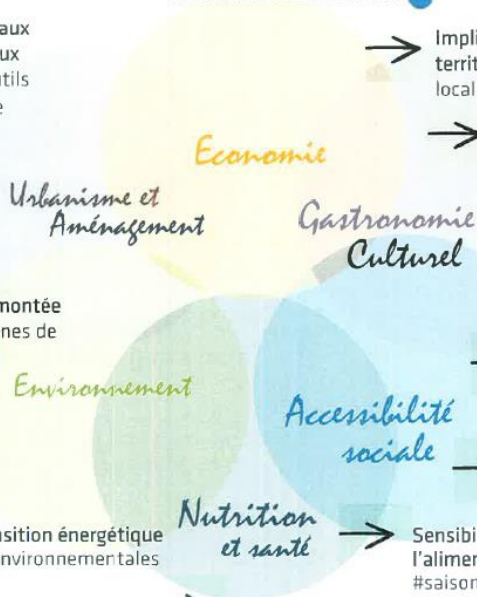 aux
ux
utils
e
Impli
territ
local
Economie
Urbanisme et
Aménagement
Gastronomie
Culturel
montée
nes de
Environnement
Accessibilité
sociale
Nutrition
et santé
sition énergétique
nvironnementales
Sensibi
l'alimen
#saison